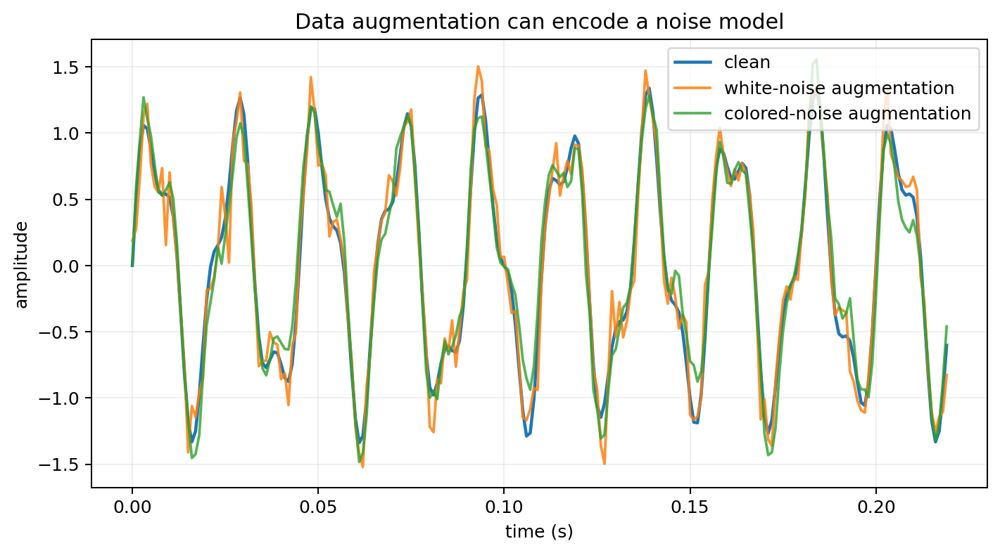 Data augmentation can encode a noise model
clean
white-noise augmentation
colored-noise augmentation
1.5
1.0
0.5
0.0
−0.5
−1.0
−1.5
amplitude
0.00 0.05 0.10 0.15 0.20
time (s)